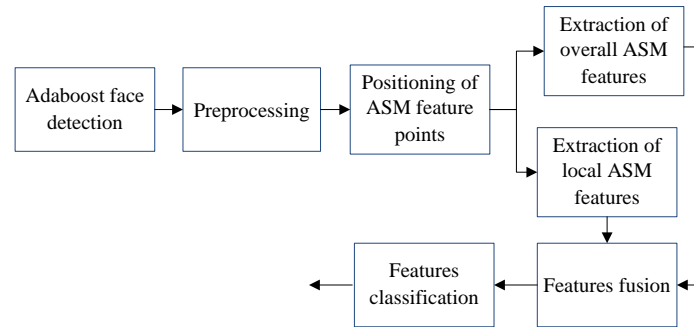 Adaboost face
detection
Preprocessing
Positioning of
ASM feature
points
Extraction of
overall ASM
features
Extraction of
local ASM
features
Features fusion
Features
classification